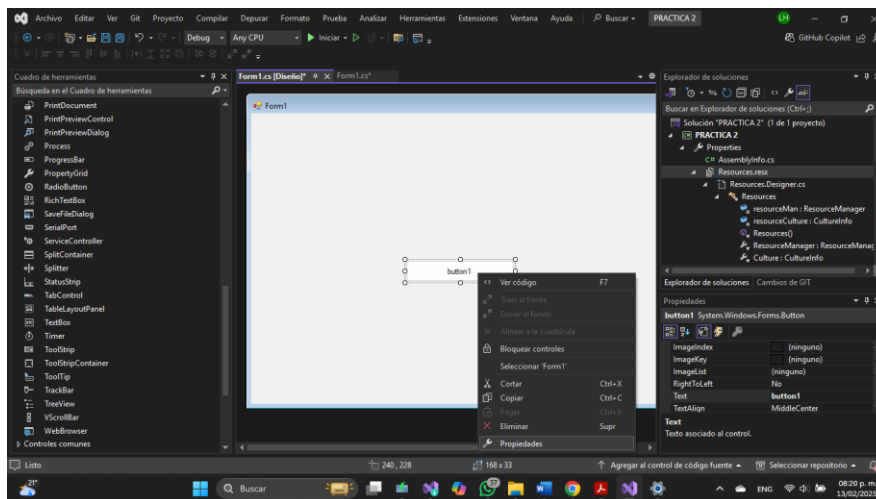 Archivo Editar Ver Git Proyecto Compilar Depurar Formato Prueba Analizar Herramientas Extensiones Ventana Ayuda Buscar PRACTICA 2 LH
Debug Any CPU Iniciar GitHub Copilot
Cuadro de herramientas
Buscar en el Cuadro de herramientas
PrintDocument
PrintPreviewControl
PrintPreviewDialog
Process
ProgressBar
PropertyGrid
RadioButton
RichTextBox
SaveFileDialog
SerialPort
ServiceController
SplitContainer
Splitter
StatusStrip
TabControl
TableLayoutPanel
TextBox
Timer
ToolStrip
ToolStripContainer
ToolTip
TrackBar
TreeView
VScrollBar
WebBrowser
Controles comunes
Form1.cs [Diseño]* Form1.cs*
Form1
button1
Ver código F7
Traer al frente
Enviar al fondo
Alinear a la cuadrícula
Bloquear controles
Seleccionar 'Form1'
Cortar Ctrl+X
Copiar Ctrl+C
Pegar Ctrl+V
Eliminar Supr
Propiedades
Explorador de soluciones
Buscar en Explorador de soluciones (Ctrl+;)
Solución "PRACTICA 2" (1 de 1 proyecto)
PRACTICA 2
Properties
C# AssemblyInfo.cs
Resources.resx
Resources.Designer.cs
Resources
resourceMan : ResourceManager
resourceCulture : CultureInfo
Resources()
ResourceManager : ResourceManag
Culture : CultureInfo
Explorador de soluciones Cambios de GIT
Propiedades
button1 System.Windows.Forms.Button
ImageIndex (ninguno)
ImageKey (ninguno)
ImageList (ninguno)
RightToLeft No
Text button1
TextAlign MiddleCenter
Text
Texto asociado al control.
Listo 240 , 228 168 x 33 Agregar al control de código fuente Seleccionar repositorio
21° Buscar 37 ENG 08:20 p. m.
13/02/2025